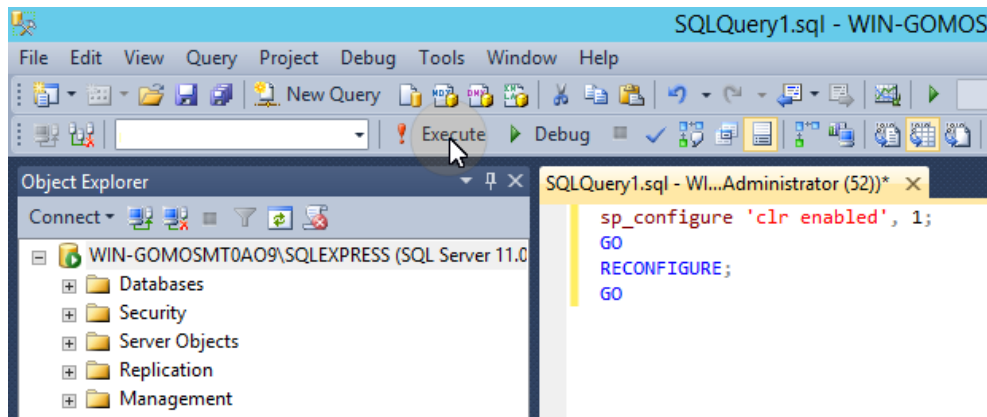 SQLQuery1.sql - WIN-GOMOS
File Edit View Query Project Debug Tools Window Help
New Query
Execute Debug
Object Explorer
Connect
WIN-GOMOSMT0AO9\SQLEXPRESS (SQL Server 11.0
Databases
Security
Server Objects
Replication
Management
SQLQuery1.sql - WI...Administrator (52))*
sp_configure 'clr enabled', 1;
GO
RECONFIGURE;
GO